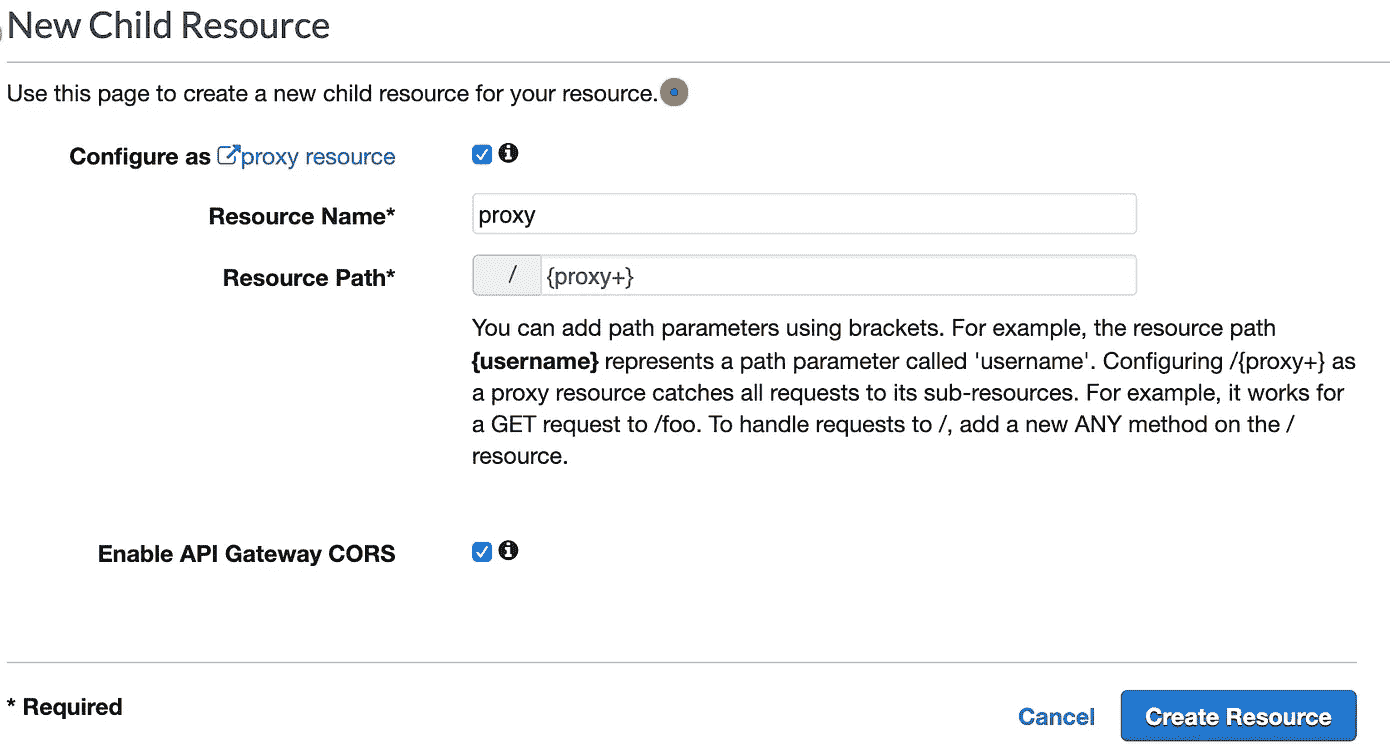 New Child Resource
Use this page to create a new child resource for your resource.
Configure as proxy resource
Resource Name* proxy
Resource Path* / {proxy+}
You can add path parameters using brackets. For example, the resource path
{username} represents a path parameter called 'username'. Configuring /{proxy+} as
a proxy resource catches all requests to its sub-resources. For example, it works for
a GET request to /foo. To handle requests to /, add a new ANY method on the /
resource.
Enable API Gateway CORS
* Required
Cancel Create Resource